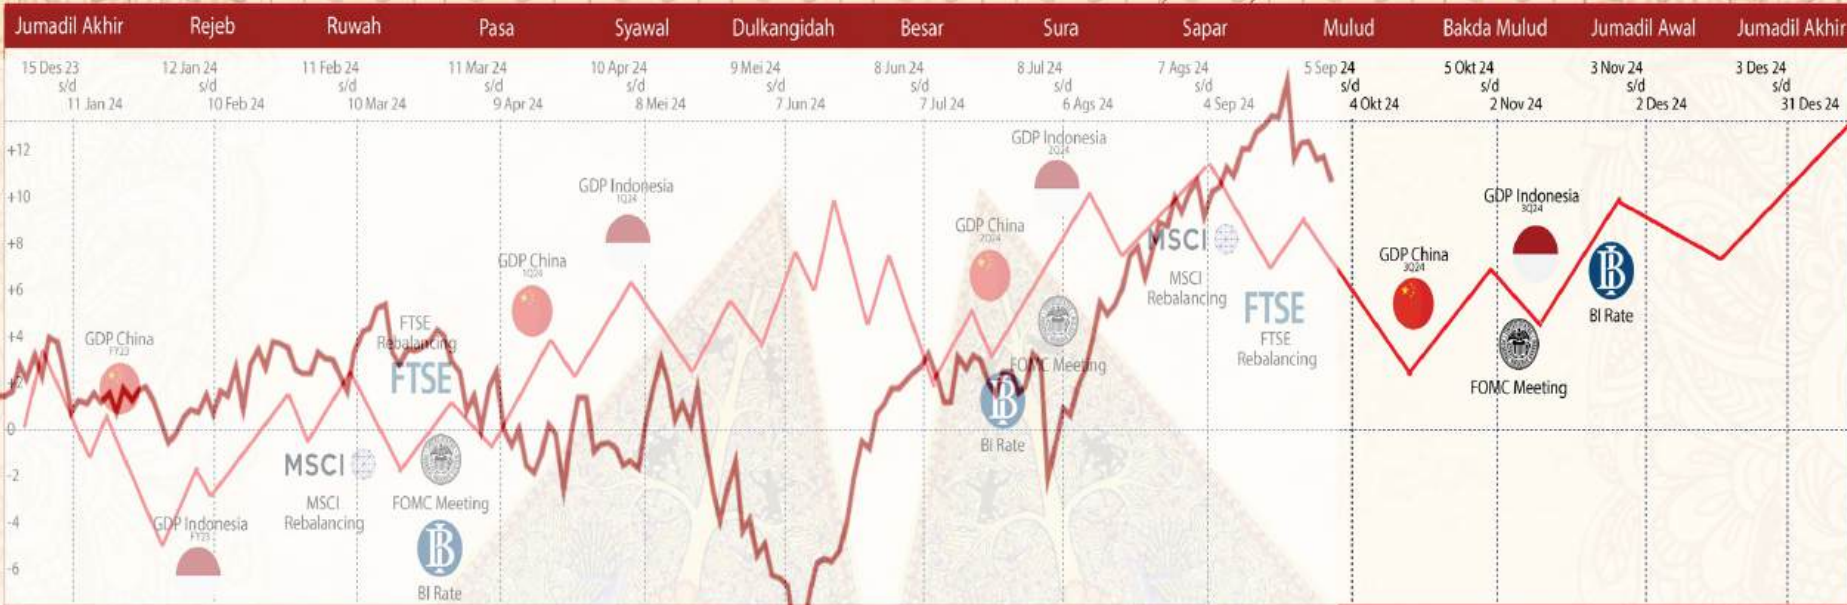 Jumadil Akhir
Rejeb
Ruwah
Pasa
Syawal
Dulkangidah
Besar
Sura
Sapar
Mulud
Bakda Mulud
Jumadil Awal
Jumadil Akhir
15 Des 23
s/d
11 Jan 24
12 Jan 24
s/d
10 Feb 24
11 Feb 24
s/d
10 Mar 24
11 Mar 24
s/d
9 Apr 24
10 Apr 24
s/d
8 Mei 24
9 Mei 24
s/d
7 Jun 24
8 Jun 24
s/d
7 Jul 24
8 Jul 24
s/d
6 Ags 24
7 Ags 24
s/d
4 Sep 24
5 Sep 24
s/d
4 Okt 24
5 Okt 24
s/d
2 Nov 24
3 Nov 24
s/d
2 Des 24
3 Des 24
s/d
31 Des 24
+12
+10
+8
+6
+4
+2
0
-2
-4
-6
GDP China
FY23
GDP Indonesia
FY23
MSCI
MSCI
Rebalancing
FTSE
Rebalancing
FTSE
FOMC Meeting
BI Rate
GDP China
1Q24
GDP Indonesia
1Q24
GDP China
2Q24
BI Rate
GDP Indonesia
2Q24
FOMC Meeting
MSCI
MSCI
Rebalancing
FTSE
FTSE
Rebalancing
GDP China
3Q24
GDP Indonesia
3Q24
FOMC Meeting
BI Rate